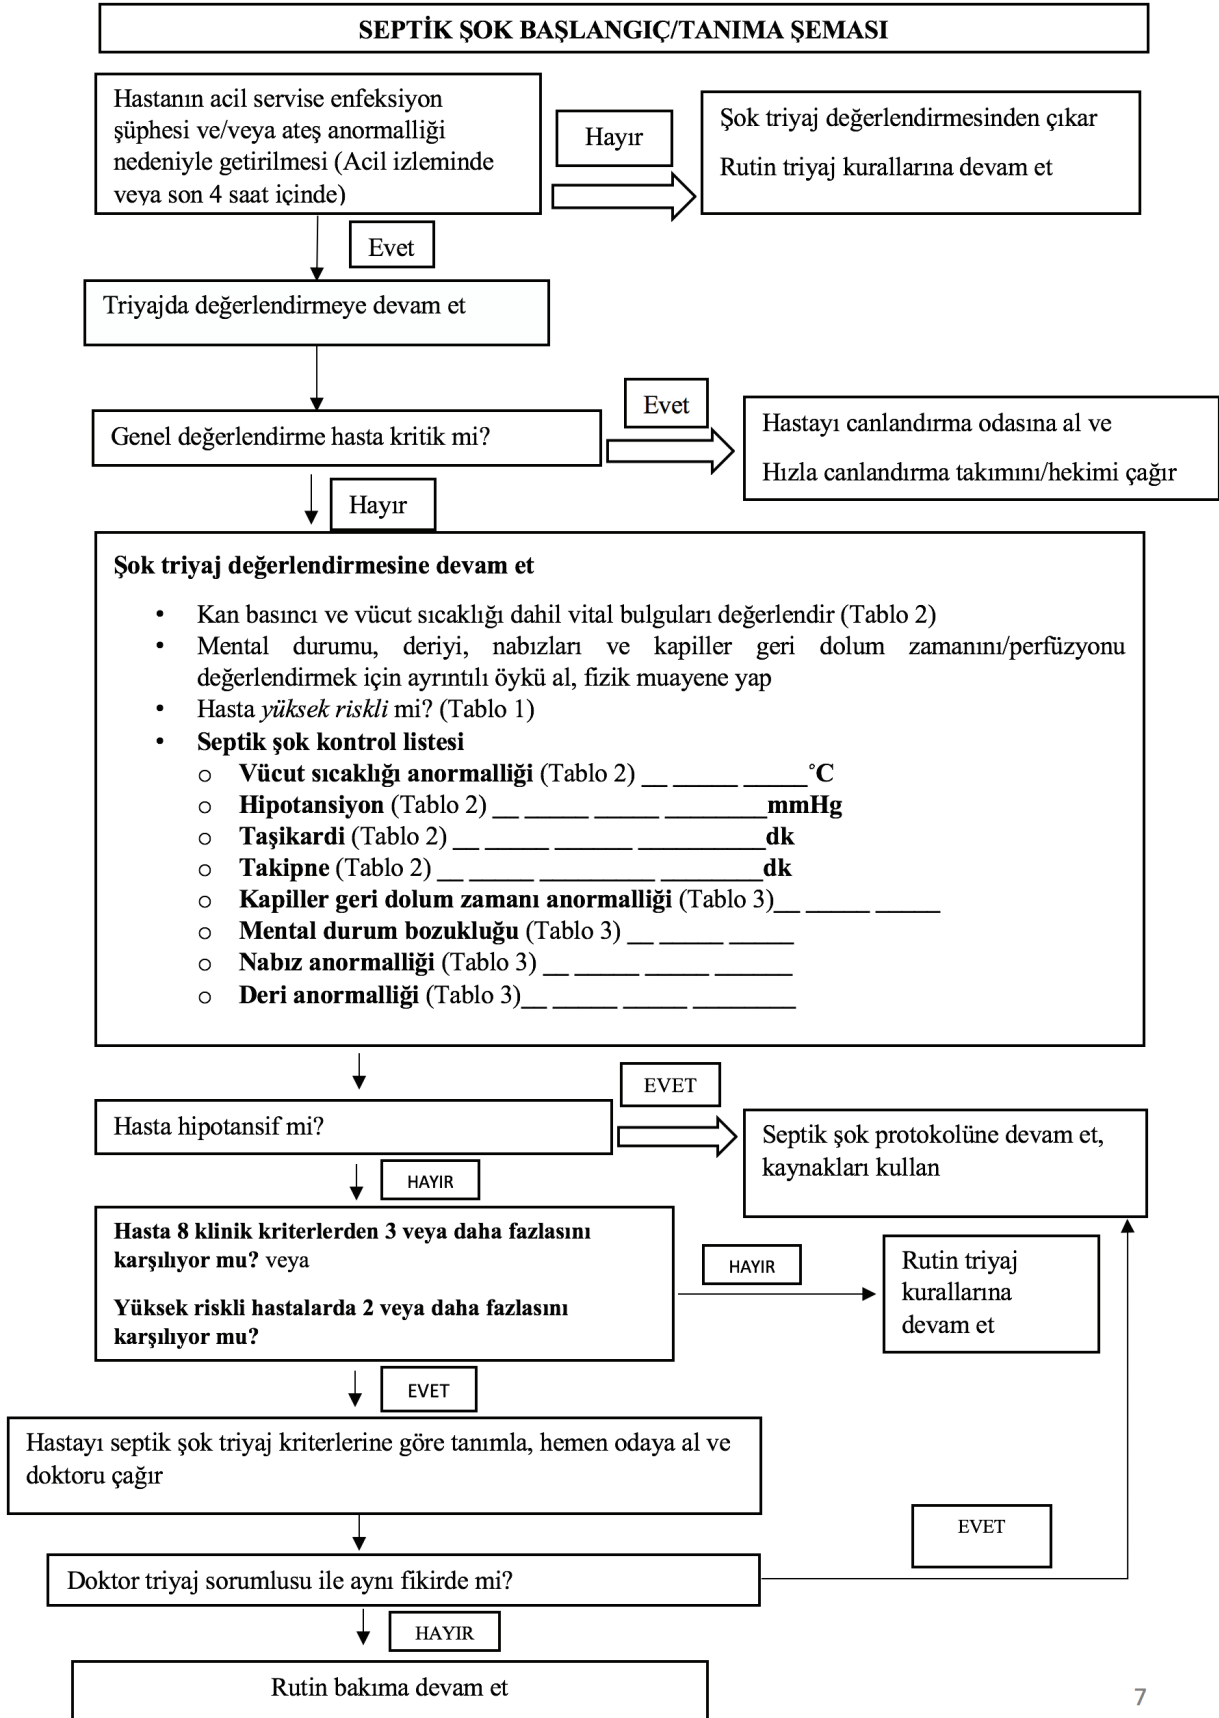 SEPTİK ŞOK BAŞLANGIÇ/TANIMA ŞEMASI
Hastanın acil servise enfeksiyon
şüphesi ve/veya ateş anormalliği
nedeniyle getirilmesi (Acil izleminde
veya son 4 saat içinde)
Hayır
Şok triyaj değerlendirmesinden çıkar
Rutin triyaj kurallarına devam et
Evet
Triyajda değerlendirmeye devam et
Genel değerlendirme hasta kritik mi?
Evet
Hastayı canlandırma odasına al ve
Hızla canlandırma takımını/hekimi çağır
Hayır
Şok triyaj değerlendirmesine devam et
• Kan basıncı ve vücut sıcaklığı dahil vital bulguları değerlendir (Tablo 2)
• Mental durumu, deriyi, nabızları ve kapiller geri dolum zamanını/perfüzyonu
değerlendirmek için ayrıntılı öykü al, fizik muayene yap
• Hasta yüksek riskli mi? (Tablo 1)
• Septik şok kontrol listesi
o Vücut sıcaklığı anormalliği (Tablo 2) __ _____ _____˚C
o Hipotansiyon (Tablo 2) __ _____ _____ ________mmHg
o Taşikardi (Tablo 2) __ _____ ______ __________dk
o Takipne (Tablo 2) __ _____ _________ ________dk
o Kapiller geri dolum zamanı anormalliği (Tablo 3)__ _____ _____
o Mental durum bozukluğu (Tablo 3) __ _____ _____
o Nabız anormalliği (Tablo 3) __ _____ _____ ______
o Deri anormalliği (Tablo 3)__ _____ _____ ________
Hasta hipotansif mi?
EVET
Septik şok protokolüne devam et,
kaynakları kullan
HAYIR
Hasta 8 klinik kriterlerden 3 veya daha fazlasını
karşılıyor mu? veya
Yüksek riskli hastalarda 2 veya daha fazlasını
karşılıyor mu?
HAYIR
Rutin triyaj
kurallarına
devam et
EVET
Hastayı septik şok triyaj kriterlerine göre tanımla, hemen odaya al ve
doktoru çağır
EVET
Doktor triyaj sorumlusu ile aynı fikirde mi?
HAYIR
Rutin bakıma devam et
7